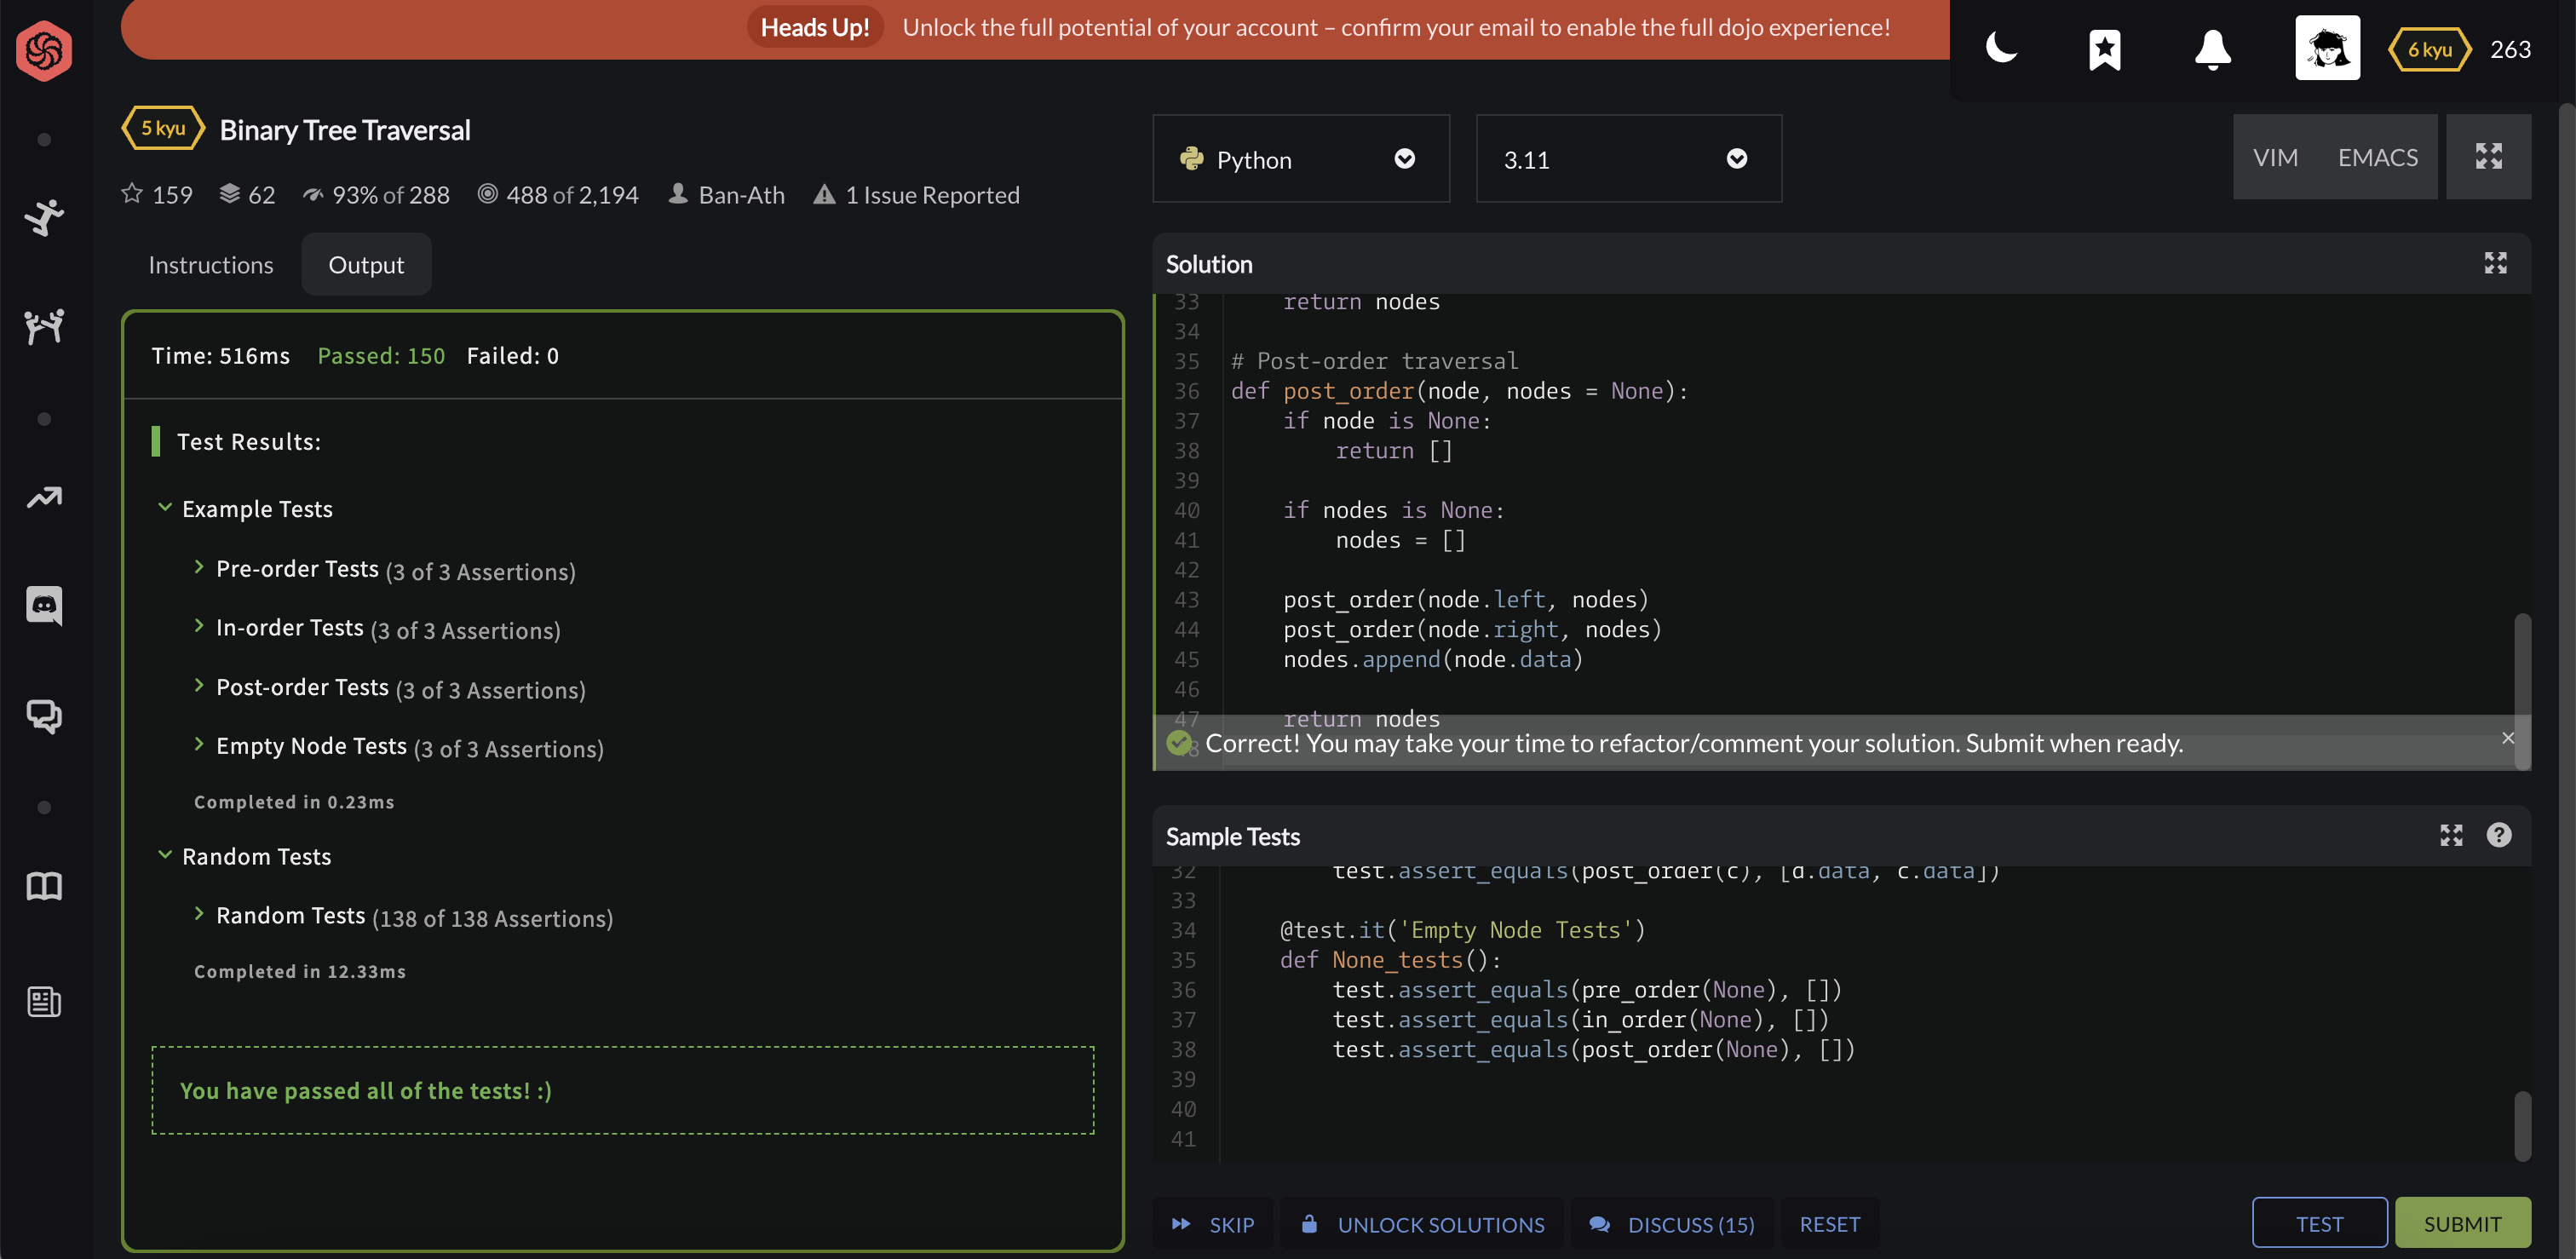 Heads Up! Unlock the full potential of your account – confirm your email to enable the full dojo experience!
6 kyu 263
5 kyu Binary Tree Traversal
159 62 93% of 288 488 of 2,194 Ban-Ath 1 Issue Reported
Instructions Output
Time: 516ms Passed: 150 Failed: 0
Test Results:
Example Tests
Pre-order Tests (3 of 3 Assertions)
In-order Tests (3 of 3 Assertions)
Post-order Tests (3 of 3 Assertions)
Empty Node Tests (3 of 3 Assertions)
Completed in 0.23ms
Random Tests
Random Tests (138 of 138 Assertions)
Completed in 12.33ms
You have passed all of the tests! :)
Python 3.11 VIM EMACS
Solution
33     return nodes
34
35 # Post-order traversal
36 def post_order(node, nodes = None):
37     if node is None:
38         return []
39
40     if nodes is None:
41         nodes = []
42
43     post_order(node.left, nodes)
44     post_order(node.right, nodes)
45     nodes.append(node.data)
46
47     return nodes
48
Correct! You may take your time to refactor/comment your solution. Submit when ready.
Sample Tests
32         test.assert_equals(post_order(c), [d.data, c.data])
33
34     @test.it('Empty Node Tests')
35     def None_tests():
36         test.assert_equals(pre_order(None), [])
37         test.assert_equals(in_order(None), [])
38         test.assert_equals(post_order(None), [])
39
40
41
SKIP UNLOCK SOLUTIONS DISCUSS (15) RESET TEST SUBMIT